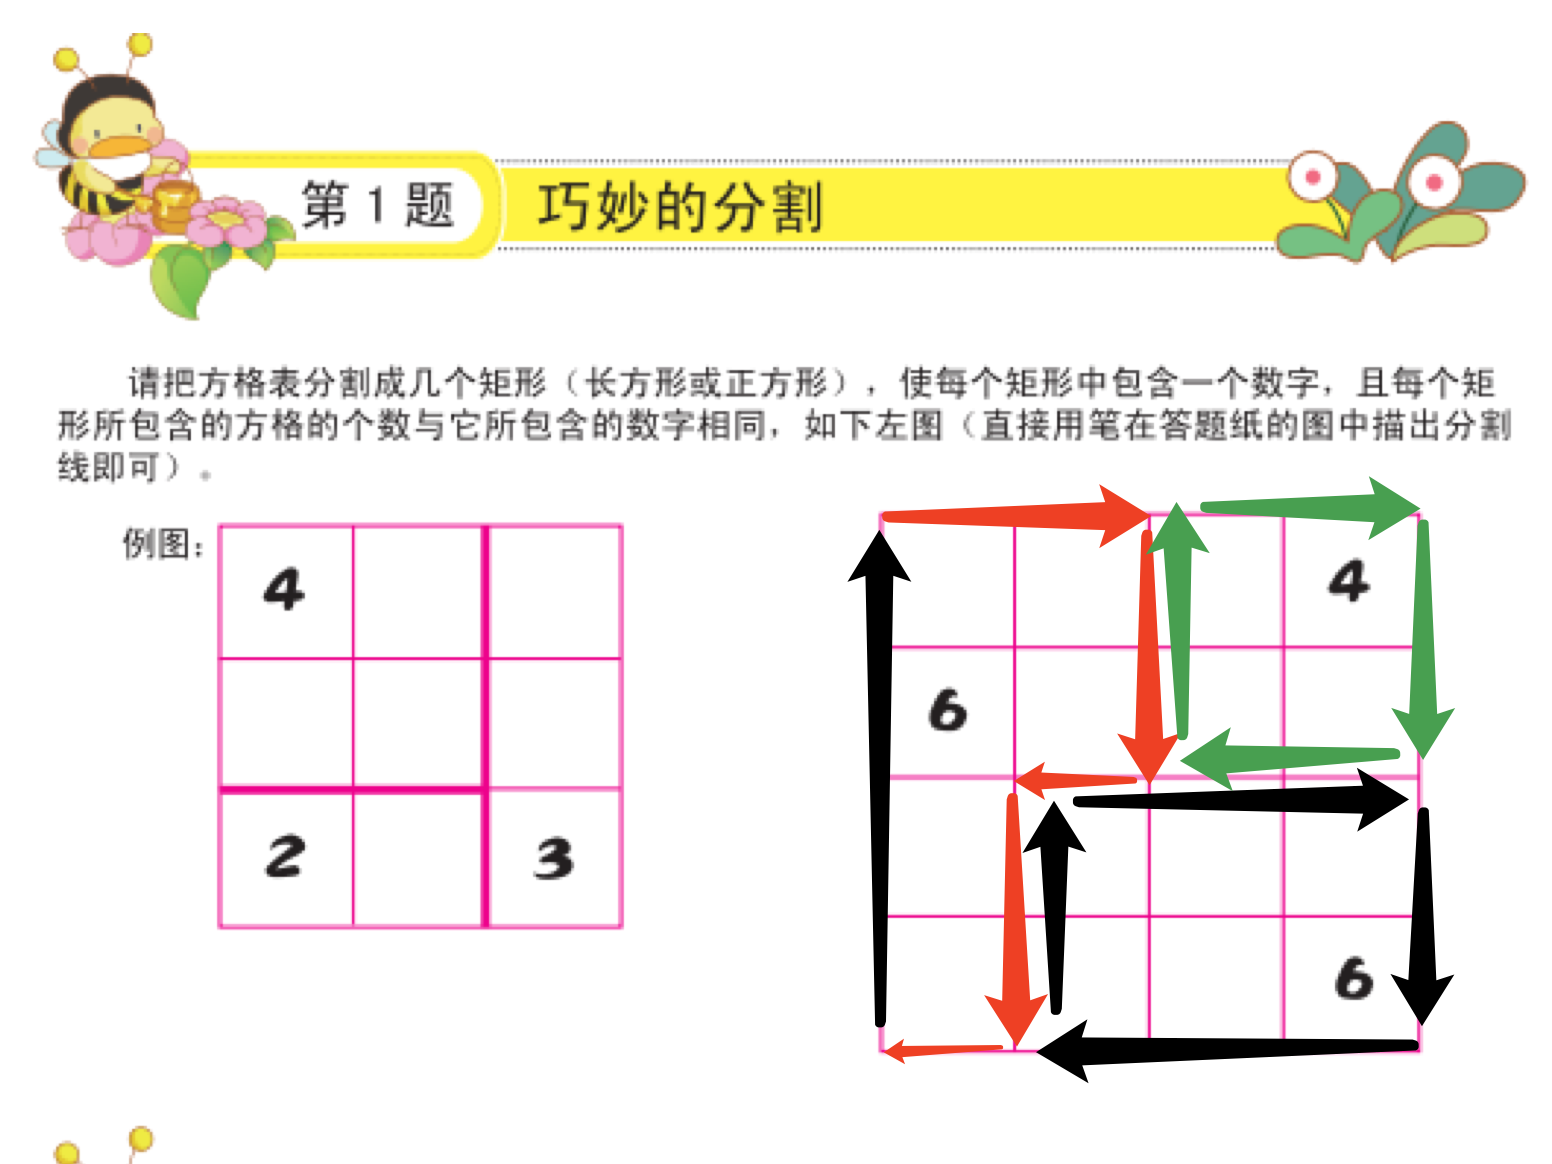 第1题 巧妙的分割
请把方格表分割成几个矩形（长方形或正方形），使每个矩形中包含一个数字，且每个矩
形所包含的方格的个数与它所包含的数字相同，如下左图（直接用笔在答题纸的图中描出分割
线即可）。
例图：
4
2 3
4
6
6